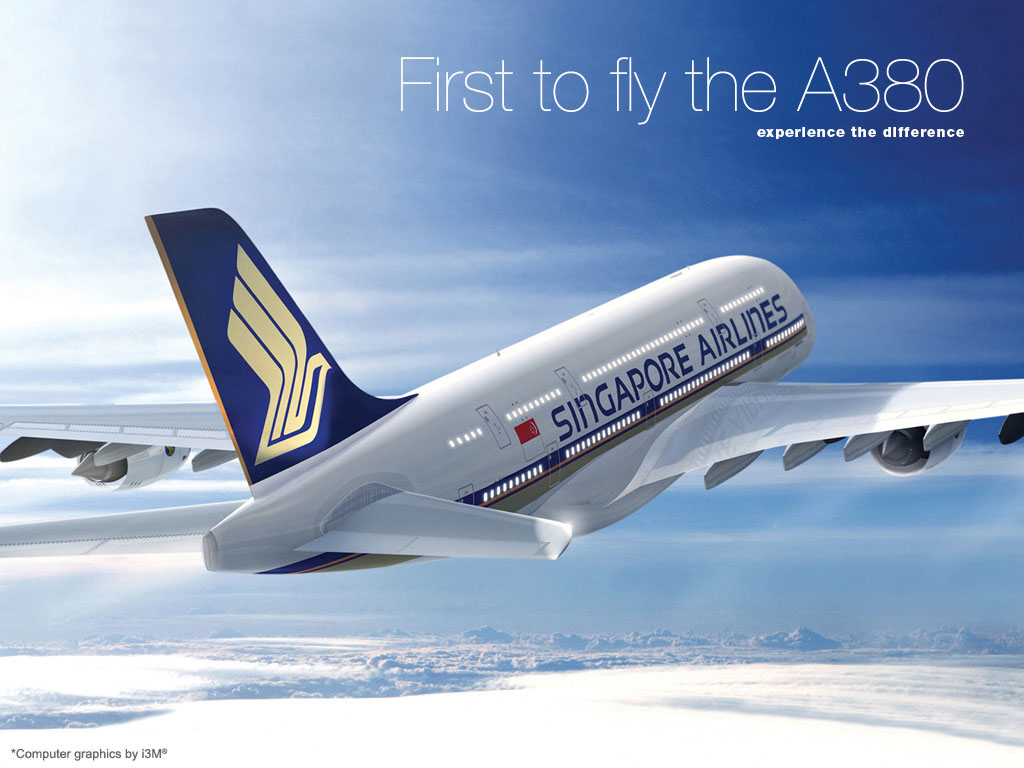 First to fly the A380
experience the difference
SINGAPORE AIRLINES
*Computer graphics by i3M®